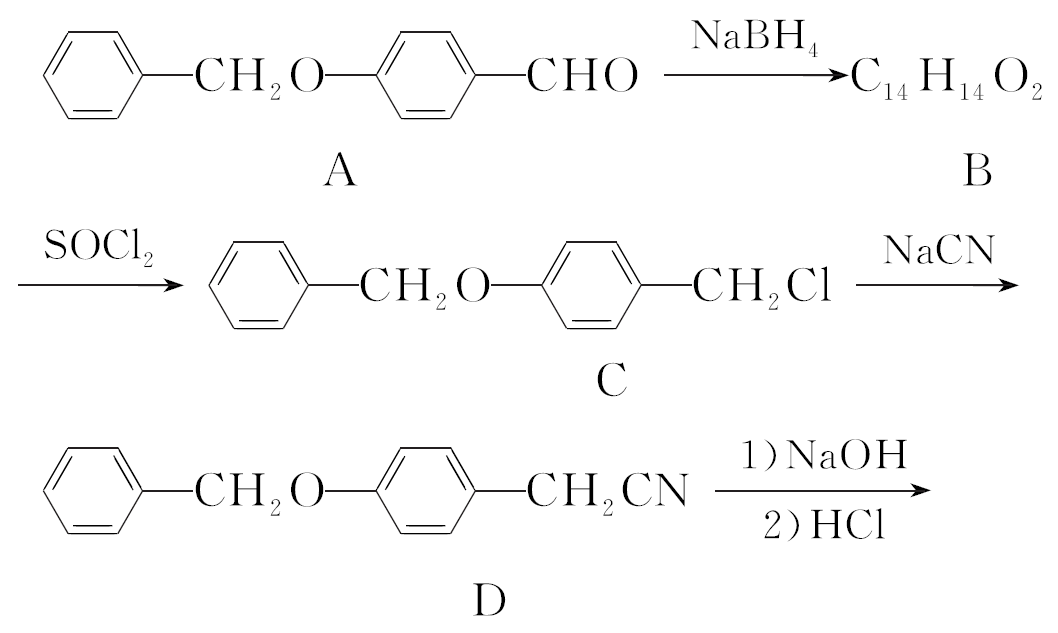 CH₂O CHO NaBH₄ C₁₄H₁₄O₂
A B
SOCl₂ CH₂O CH₂Cl NaCN
C
CH₂O CH₂CN 1)NaOH
2)HCl
D